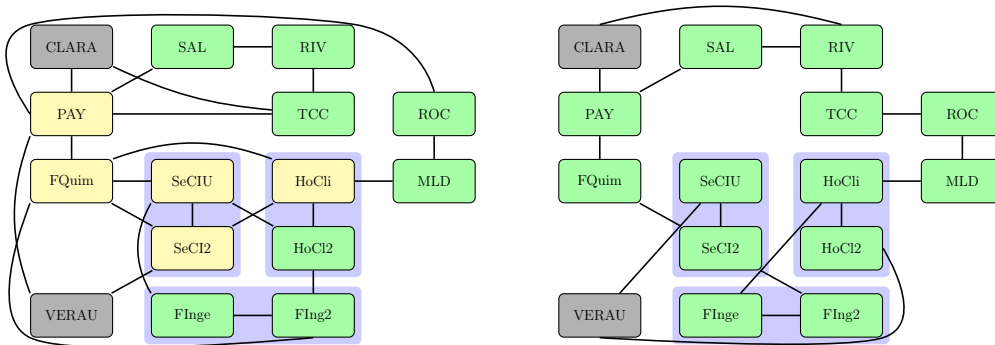 CLARA SAL RIV
PAY TCC ROC
FQuim SeCIU HoCli MLD
SeCI2 HoCl2
VERAU FInge FIng2
CLARA SAL RIV
PAY TCC ROC
FQuim SeCIU HoCli MLD
SeCI2 HoCl2
VERAU FInge FIng2